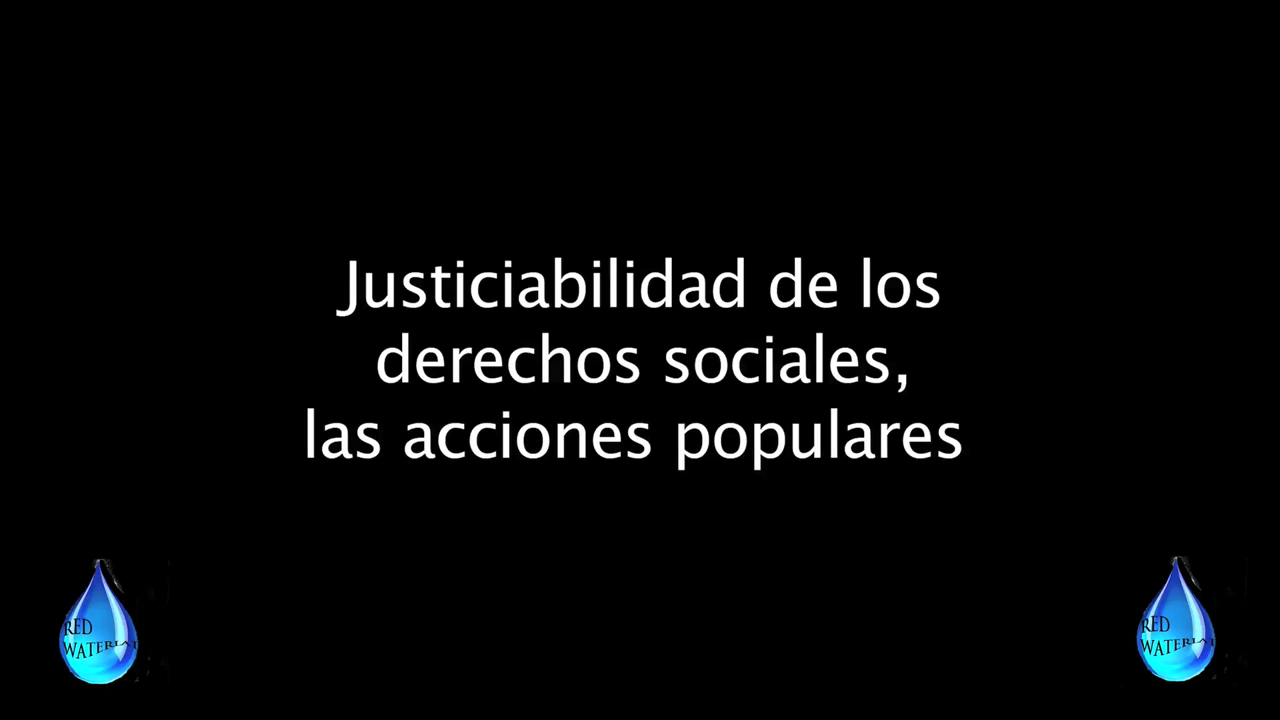 Justiciabilidad de los
derechos sociales,
las acciones populares
RED
RED